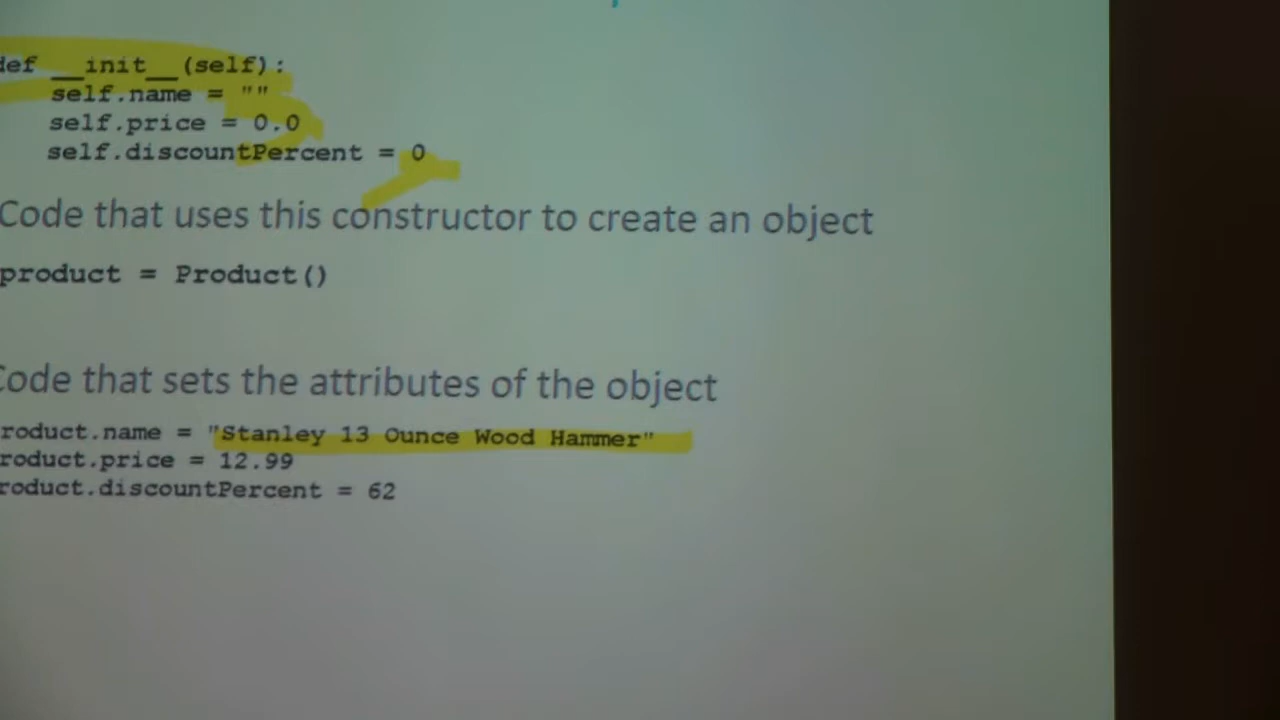 def __init__(self):
self.name = ""
self.price = 0.0
self.discountPercent = 0
Code that uses this constructor to create an object
product = Product()
Code that sets the attributes of the object
roduct.name = "Stanley 13 Ounce Wood Hammer"
roduct.price = 12.99
roduct.discountPercent = 62